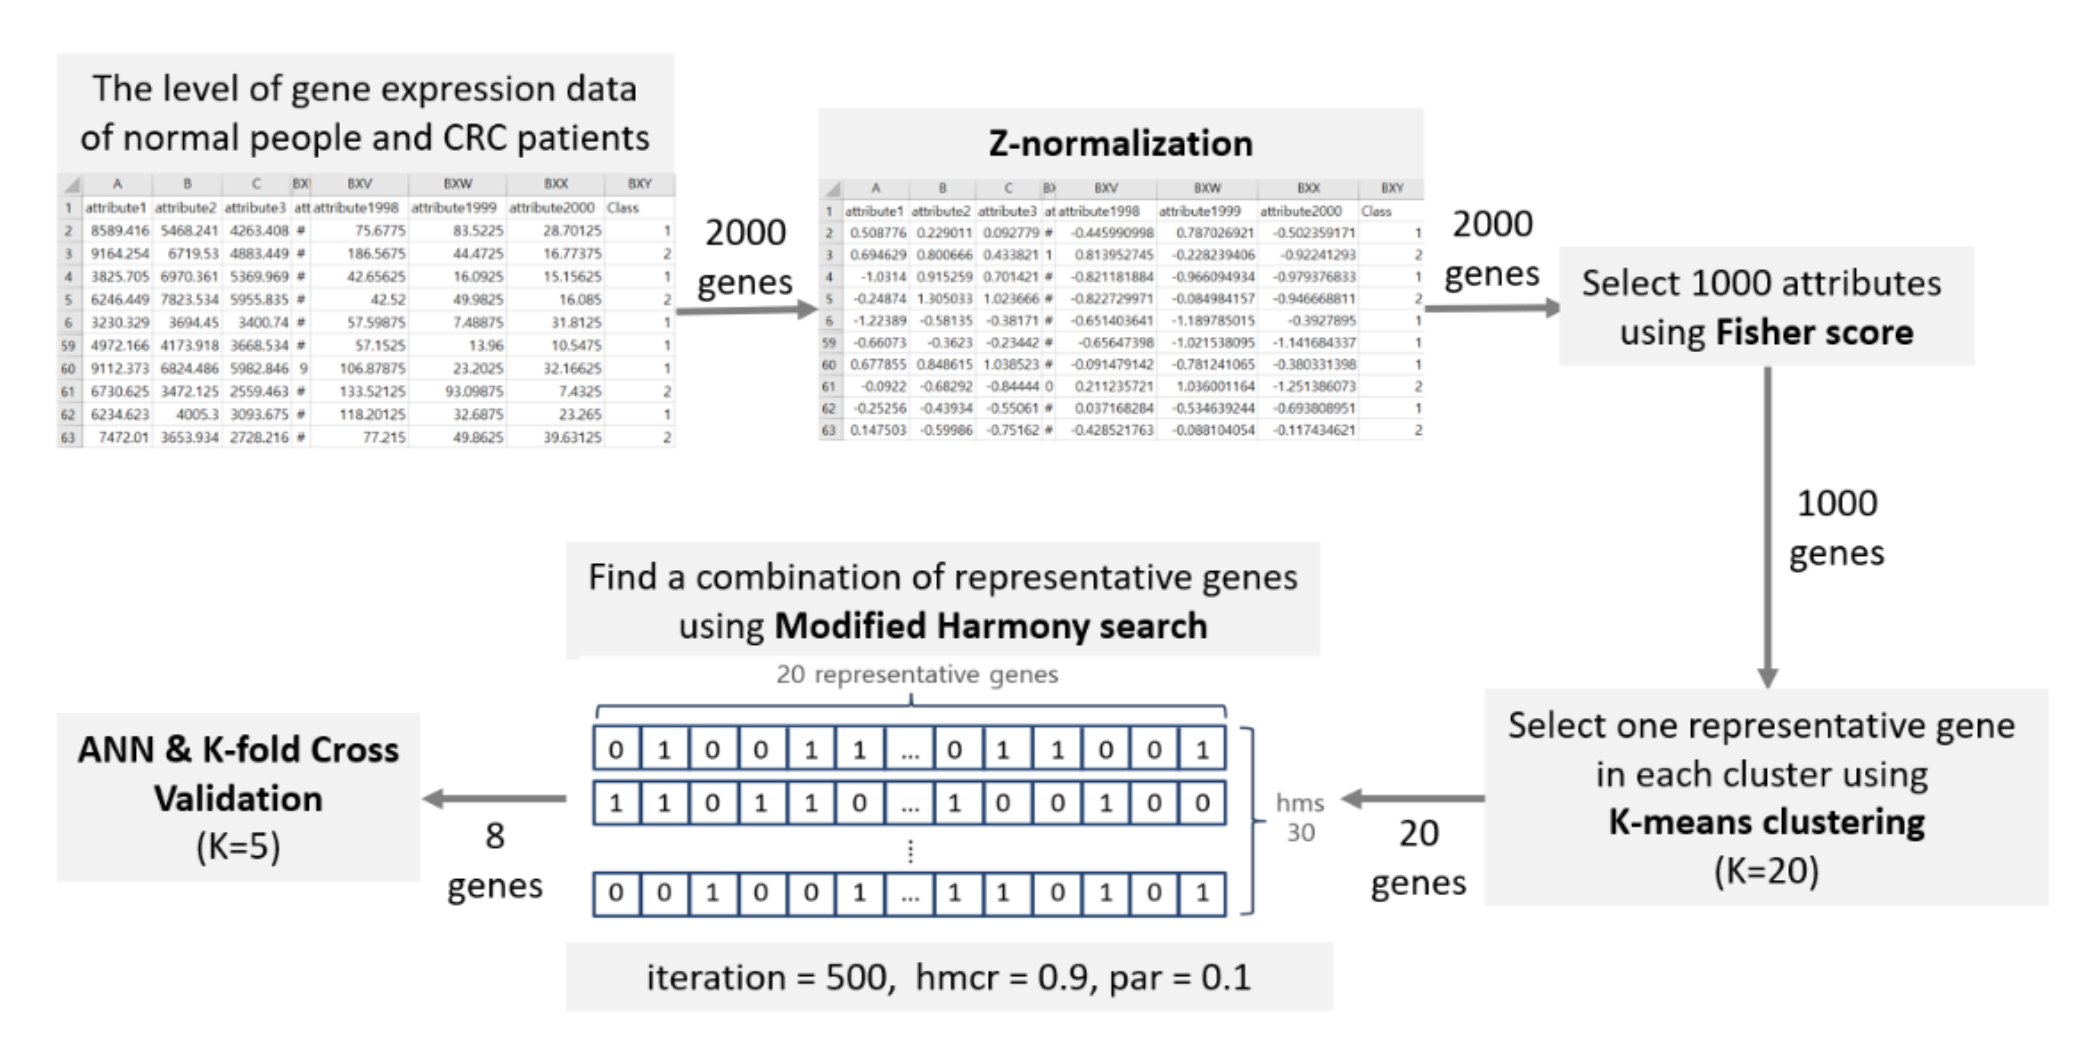 The level of gene expression data
of normal people and CRC patients
A B C BX BXV BXW BXX BXY
1 attribute1 attribute2 attribute3 att attribute1998 attribute1999 attribute2000 Class
2 8589.416 5468.241 4263.408 # 75.6775 83.5225 28.70125 1
3 9164.254 6719.53 4883.449 # 186.5675 44.4725 16.77375 2
4 3825.705 6970.361 5369.969 # 42.65625 16.0925 15.15625 1
5 6246.449 7823.534 5955.835 # 42.52 49.9825 16.085 2
6 3230.329 3694.45 3400.74 # 57.59875 7.48875 31.8125 1
59 4972.166 4173.918 3668.534 # 57.1525 13.96 10.5475 1
60 9112.373 6824.486 5982.846 9 106.87875 23.2025 32.16625 1
61 6730.625 3472.125 2559.463 # 133.52125 93.09875 7.4325 2
62 6234.623 4005.3 3093.675 # 118.20125 32.6875 23.265 1
63 7472.01 3653.934 2728.216 # 77.215 49.8625 39.63125 2
2000
genes
Z-normalization
A B C BXV BXW BXX BXY
1 attribute1 attribute2 attribute3 at attribute1998 attribute1999 attribute2000 Class
2 0.508776 0.229011 0.092779 # -0.445990998 0.787026921 -0.502359171 1
3 0.694629 0.800666 0.433821 1 0.813952745 -0.228239406 -0.92241293 2
4 -1.0314 0.915259 0.701421 # -0.821181884 -0.966094934 -0.979376833 1
5 -0.24874 1.305033 1.023666 # -0.822729971 -0.084984157 -0.946668811 2
6 -1.22389 -0.58135 -0.38171 # -0.651403641 -1.189785015 -0.3927895 1
59 -0.66073 -0.3623 -0.23442 # -0.65647398 -1.021538095 -1.141684337 1
60 0.677855 0.848615 1.038523 # -0.091479142 -0.781241065 -0.380331398 1
61 -0.0922 -0.68292 -0.84444 0 0.211235721 1.036001164 -1.251386073 2
62 -0.25256 -0.43934 -0.55061 # 0.037168284 -0.534639244 -0.693808951 1
63 0.147503 -0.59986 -0.75162 # -0.428521763 -0.088104054 -0.117434621 2
2000
genes
Select 1000 attributes
using Fisher score
1000
genes
Select one representative gene
in each cluster using
K-means clustering
(K=20)
20
genes
Find a combination of representative genes
using Modified Harmony search
20 representative genes
0 1 0 0 1 1 ... 0 1 1 0 0 1
1 1 0 1 1 0 ... 1 0 0 1 0 0
0 0 1 0 0 1 ... 1 1 0 1 0 1
hms
30
iteration = 500, hmcr = 0.9, par = 0.1
8
genes
ANN & K-fold Cross
Validation
(K=5)